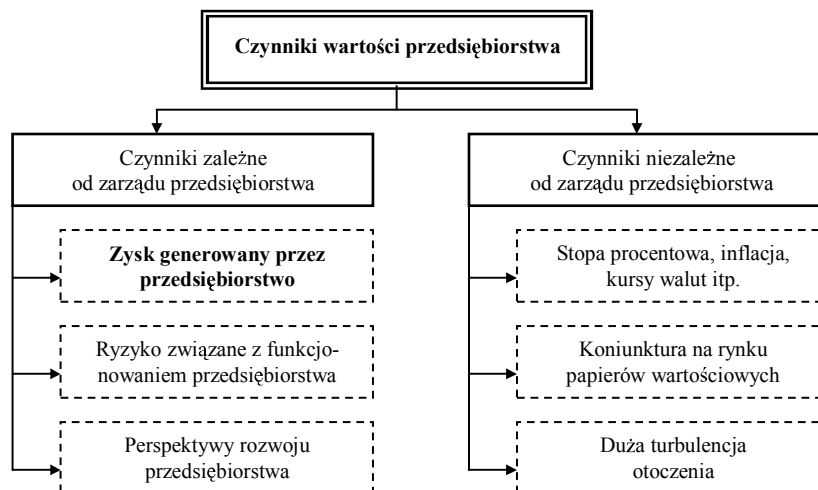 Czynniki wartości przedsiębiorstwa
Czynniki zależne
od zarządu przedsiębiorstwa
Zysk generowany przez
przedsiębiorstwo
Ryzyko związane z funkcjo-
nowaniem przedsiębiorstwa
Perspektywy rozwoju
przedsiębiorstwa
Czynniki niezależne
od zarządu przedsiębiorstwa
Stopa procentowa, inflacja,
kursy walut itp.
Koniunktura na rynku
papierów wartościowych
Duża turbulencja
otoczenia